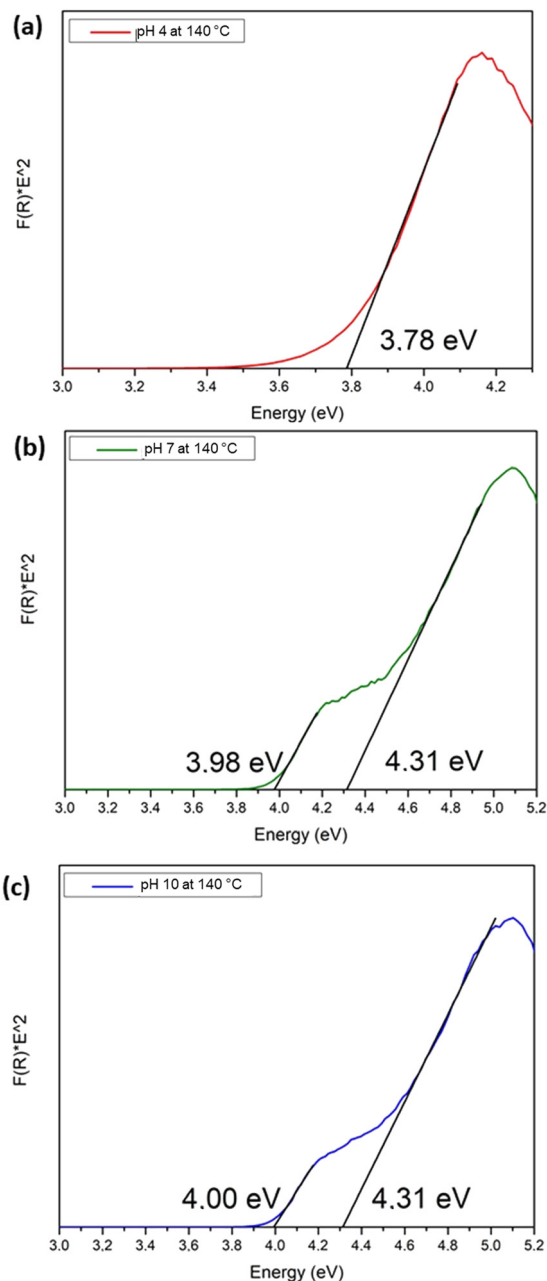 (a)
pH 4 at 140 °C
F(R)*E^2
3.78 eV
3.0 3.2 3.4 3.6 3.8 4.0 4.2
Energy (eV)
(b)
pH 7 at 140 °C
F(R)*E^2
3.98 eV 4.31 eV
3.0 3.2 3.4 3.6 3.8 4.0 4.2 4.4 4.6 4.8 5.0 5.2
Energy (eV)
(c)
pH 10 at 140 °C
F(R)*E^2
4.00 eV 4.31 eV
3.0 3.2 3.4 3.6 3.8 4.0 4.2 4.4 4.6 4.8 5.0 5.2
Energy (eV)